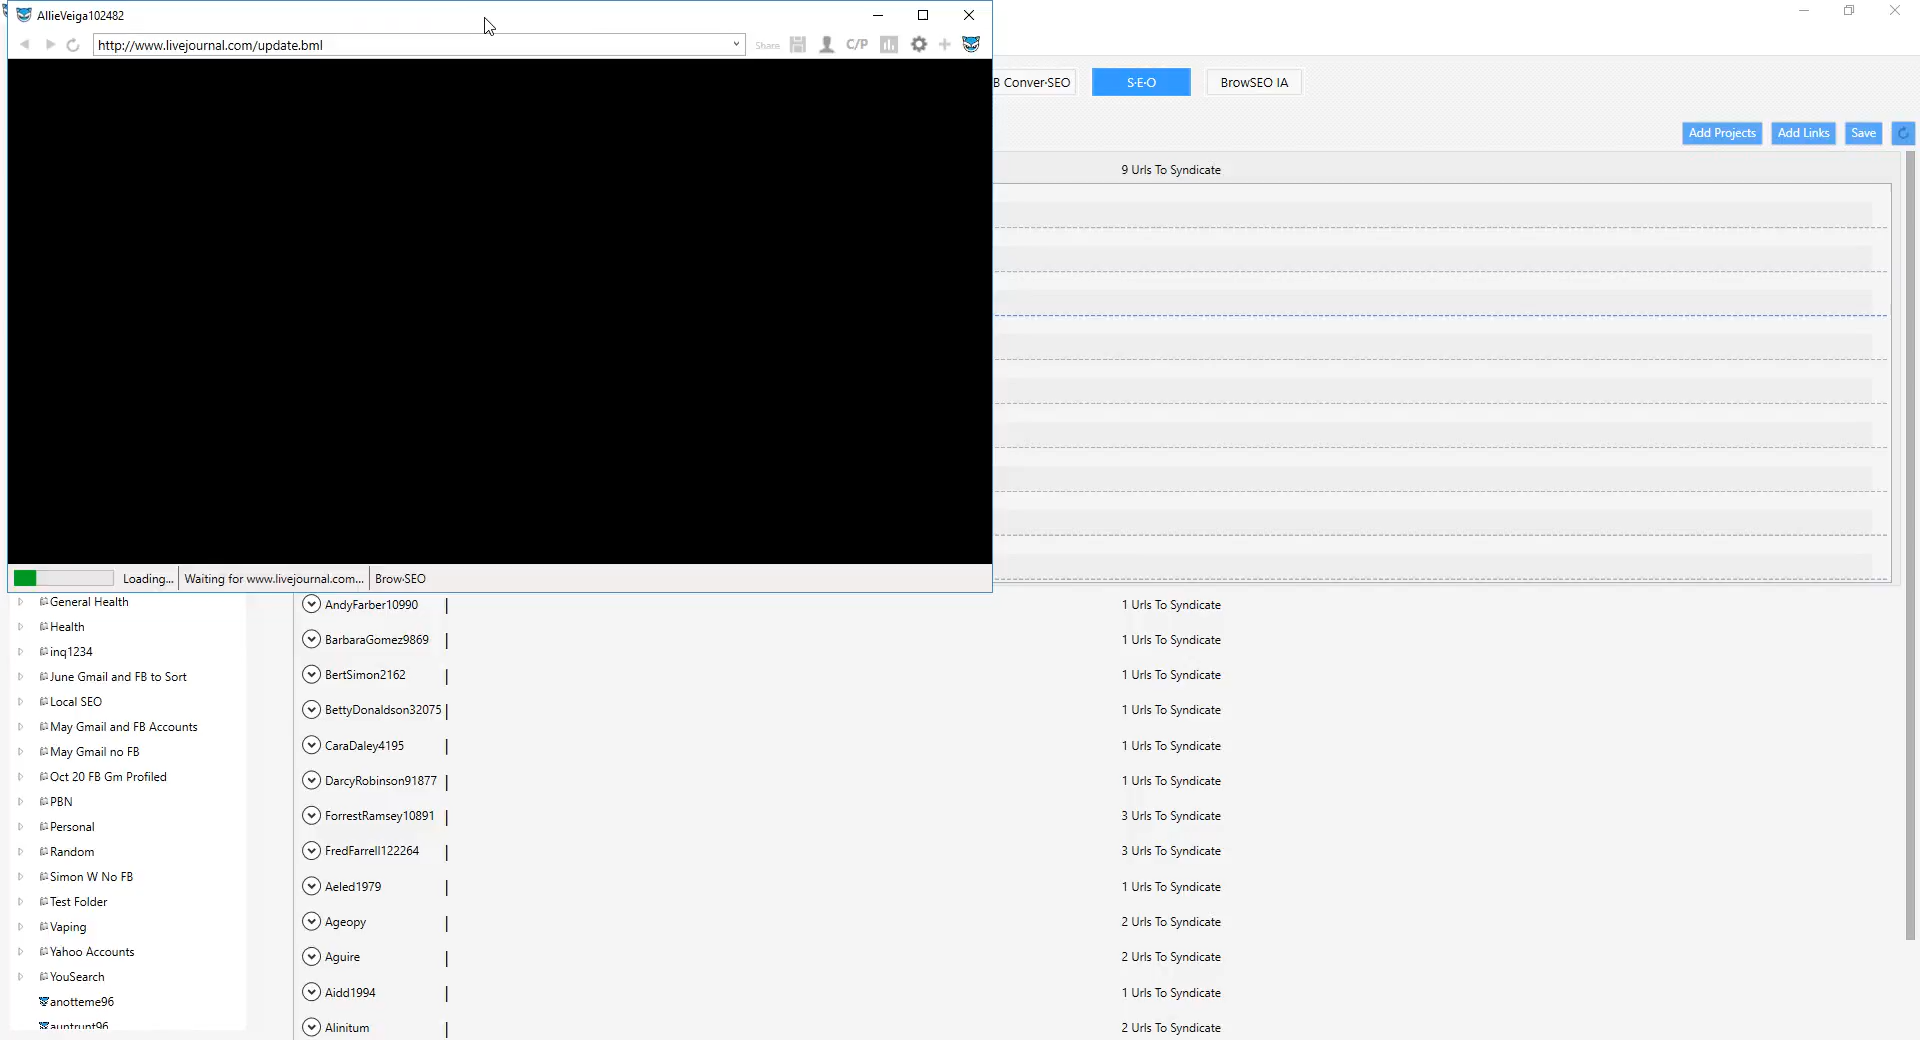 AllieVeiga102482
http://www.livejournal.com/update.bml
Share
C/P
B Conver·SEO
S·E·O
BrowSEO IA
Add Projects
Add Links
Save
9 Urls To Syndicate
Loading...
Waiting for www.livejournal.com...
Brow·SEO
General Health
Health
inq1234
June Gmail and FB to Sort
Local SEO
May Gmail and FB Accounts
May Gmail no FB
Oct 20 FB Gm Profiled
PBN
Personal
Random
Simon W No FB
Test Folder
Vaping
Yahoo Accounts
YouSearch
anotteme96
auntrunt96
AndyFarber10990 | 1 Urls To Syndicate
BarbaraGomez9869 | 1 Urls To Syndicate
BertSimon2162 | 1 Urls To Syndicate
BettyDonaldson32075 | 1 Urls To Syndicate
CaraDaley4195 | 1 Urls To Syndicate
DarcyRobinson91877 | 1 Urls To Syndicate
ForrestRamsey10891 | 3 Urls To Syndicate
FredFarrell122264 | 3 Urls To Syndicate
Aeled1979 | 1 Urls To Syndicate
Ageopy | 2 Urls To Syndicate
Aguire | 2 Urls To Syndicate
Aidd1994 | 1 Urls To Syndicate
Alinitum | 2 Urls To Syndicate